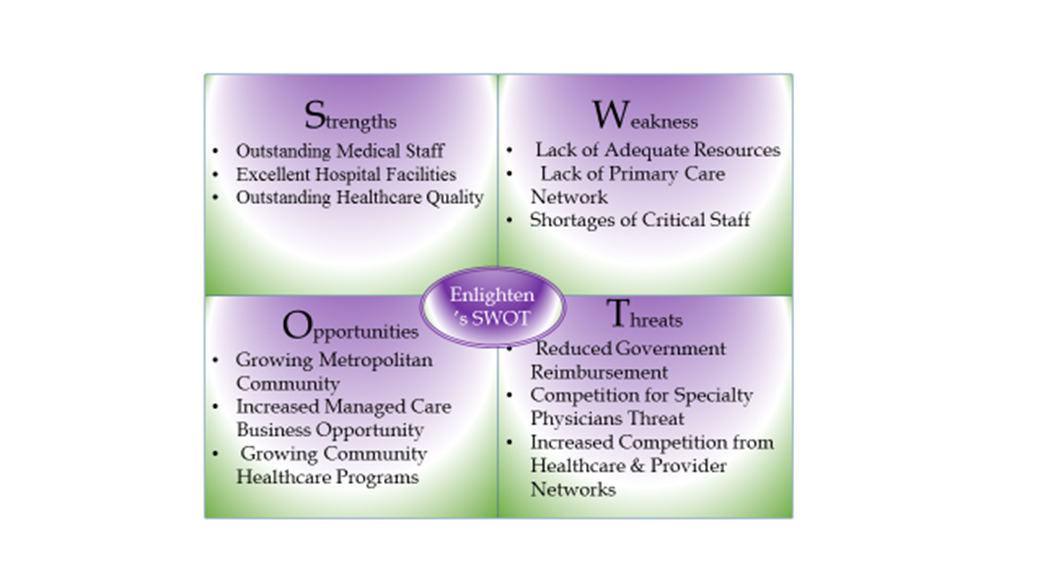 Strengths
• Outstanding Medical Staff
• Excellent Hospital Facilities
• Outstanding Healthcare Quality
Weakness
• Lack of Adequate Resources
• Lack of Primary Care
Network
• Shortages of Critical Staff
Enlighten
's SWOT
Opportunities
• Growing Metropolitan
Community
• Increased Managed Care
Business Opportunity
• Growing Community
Healthcare Programs
Threats
• Reduced Government
Reimbursement
• Competition for Specialty
Physicians Threat
• Increased Competition from
Healthcare & Provider
Networks